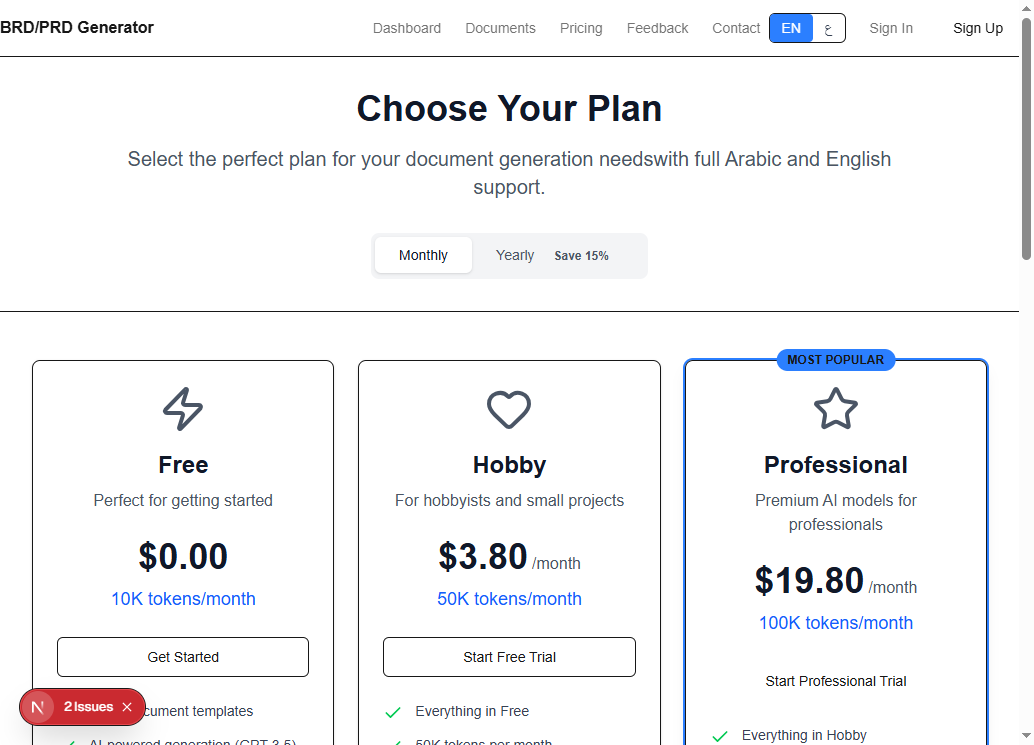 BRD/PRD Generator
Dashboard Documents Pricing Feedback Contact EN ع Sign In Sign Up
Choose Your Plan
Select the perfect plan for your document generation needswith full Arabic and English
support.
Monthly Yearly Save 15%
MOST POPULAR
Free
Perfect for getting started
$0.00
10K tokens/month
Get Started
cument templates
AI-powered generation (GPT-3.5)
Hobby
For hobbyists and small projects
$3.80 /month
50K tokens/month
Start Free Trial
Everything in Free
50K tokens per month
Professional
Premium AI models for
professionals
$19.80 /month
100K tokens/month
Start Professional Trial
Everything in Hobby
N 2 Issues